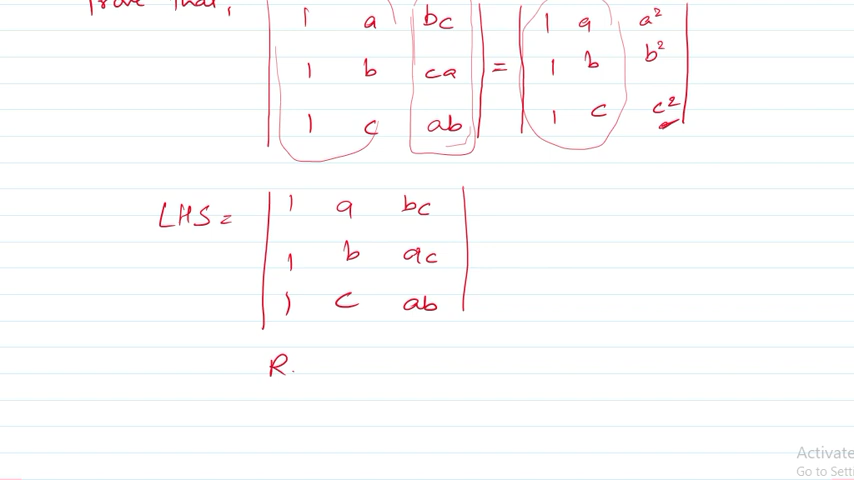 Prove that,
| 1 a bc | = | 1 a a² |
| 1 b ca | | 1 b b² |
| 1 c ab | | 1 c c² |
LHS = | 1 a bc |
| 1 b ac |
| 1 c ab |
R.
Activate
Go to Setti